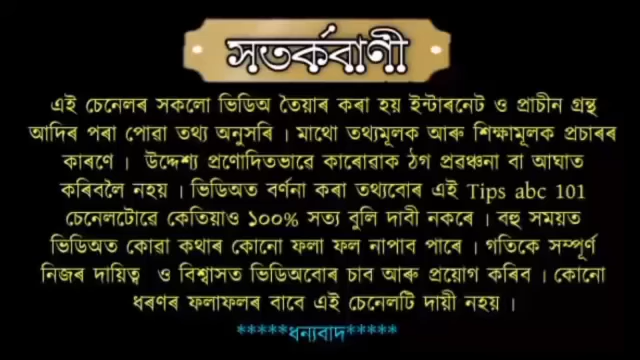 সতৰ্কবাণী
এই চেনেলৰ সকলো ভিডিঅ তৈয়াৰ কৰা হয় ইন্টাৰনেট ও প্ৰাচীন গ্ৰন্থ
আদিৰ পৰা পোৱা তথ্য অনুসৰি । মাথো তথ্যমূলক আৰু শিক্ষামূলক প্ৰচাৰৰ
কাৰণে । উদ্দেশ্য প্ৰণোদিতভাৱে কাৰোৱাক ঠগ প্ৰৱঞ্চনা বা আঘাত
কৰিবলৈ নহয় । ভিডিঅত বৰ্ণনা কৰা তথ্যবোৰ এই Tips abc 101
চেনেলটোৱে কেতিয়াও ১০০% সত্য বুলি দাবী নকৰে । বহু সময়ত
ভিডিঅত কোৱা কথাৰ কোনো ফলা ফল নাপাব পাৰে । গতিকে সম্পূৰ্ণ
নিজৰ দায়িত্ব ও বিশ্বাসত ভিডিঅবোৰ চাব আৰু প্ৰয়োগ কৰিব । কোনো
ধৰণৰ ফলাফলৰ বাবে এই চেনেলটি দায়ী নহয় ।
*****ধন্যবাদ*****